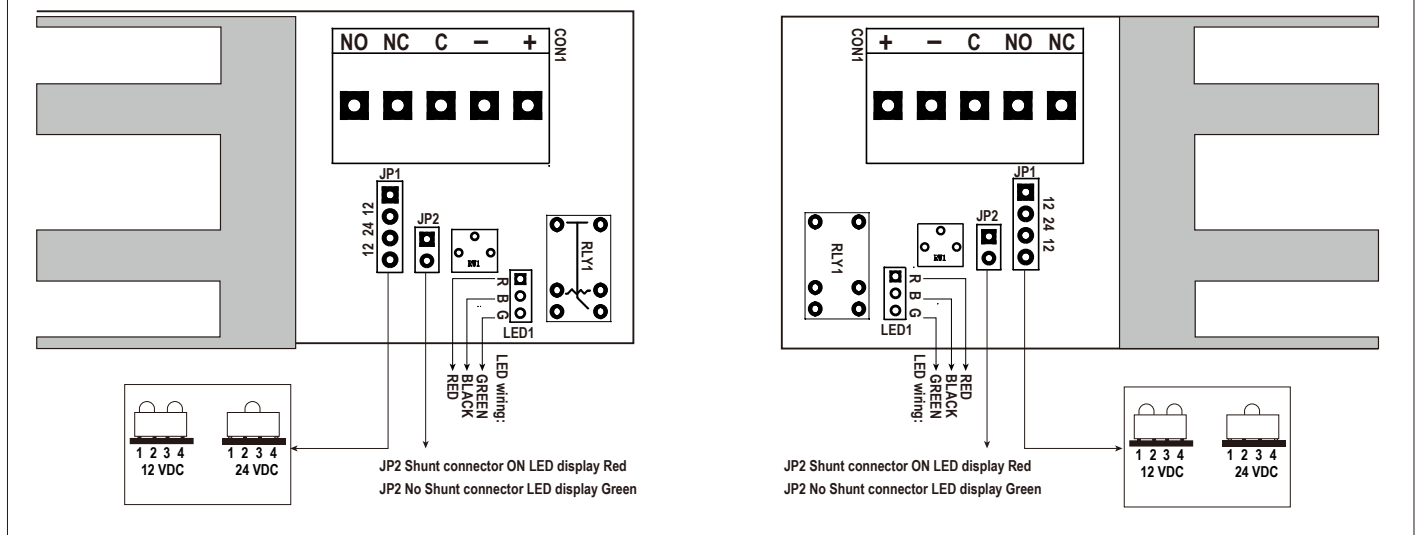 NO NC C − +
CON1
JP1
12 24 12
JP2
RW1
RLY1
R B G
LED1
LED wiring:
GREEN
BLACK
RED
1 2 3 4
12 VDC
1 2 3 4
24 VDC
JP2 Shunt connector ON LED display Red
JP2 No Shunt connector LED display Green
CON1
+ − C NO NC
JP1
12 24 12
JP2
RW1
RLY1
R B G
LED1
LED wiring:
GREEN
BLACK
RED
JP2 Shunt connector ON LED display Red
JP2 No Shunt connector LED display Green
1 2 3 4
12 VDC
1 2 3 4
24 VDC